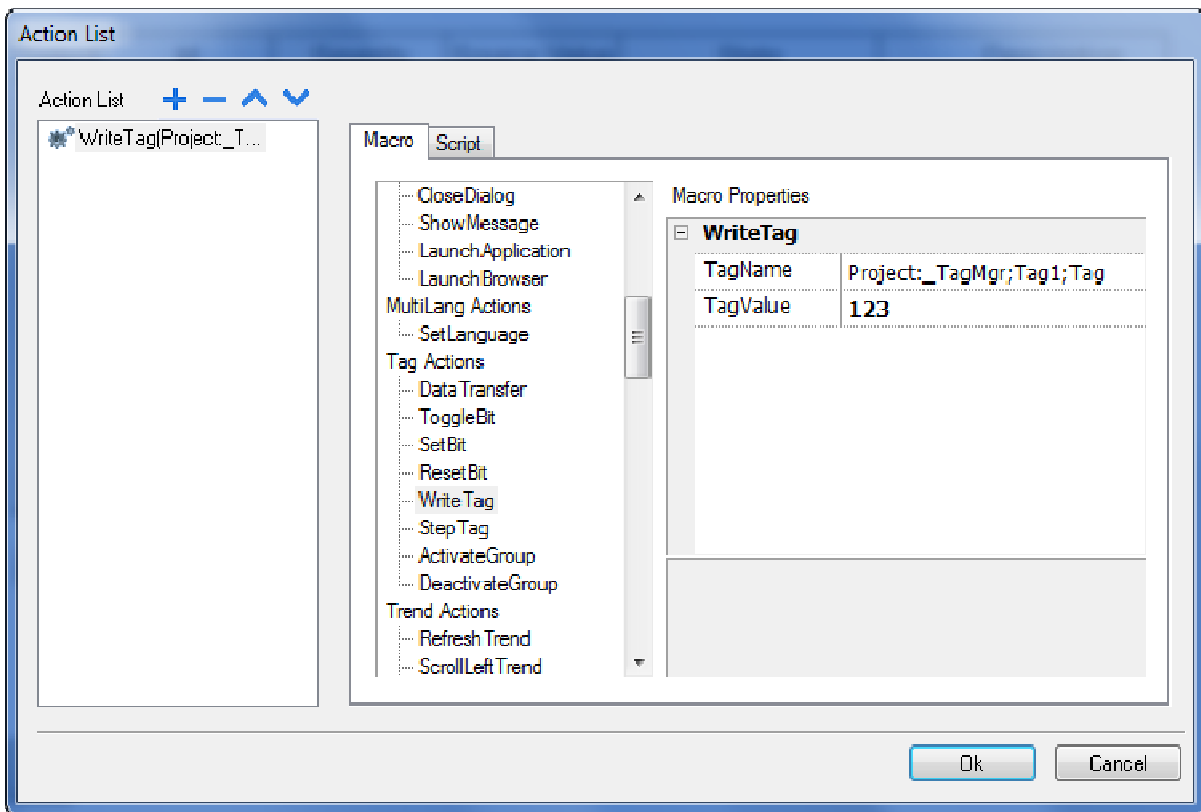 Action List
Action List
WriteTag(Project:_T...
Macro
Script
CloseDialog
ShowMessage
LaunchApplication
LaunchBrowser
MultiLang Actions
SetLanguage
Tag Actions
DataTransfer
ToggleBit
SetBit
ResetBit
WriteTag
StepTag
ActivateGroup
DeactivateGroup
Trend Actions
RefreshTrend
ScrollLeftTrend
Macro Properties
WriteTag
TagName Project:_TagMgr;Tag1;Tag
TagValue 123
Ok
Cancel